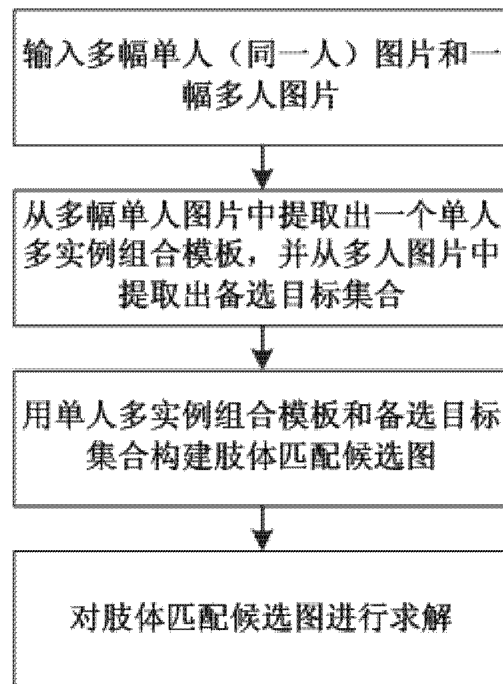 输入多幅单人（同一人）图片和一
幅多人图片
从多幅单人图片中提取出一个单人
多实例组合模板，并从多人图片中
提取出备选目标集合
用单人多实例组合模板和备选目标
集合构建肢体匹配候选图
对肢体匹配候选图进行求解